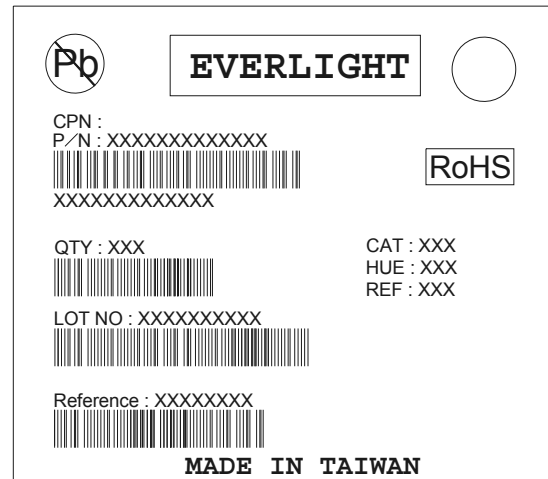 Pb
EVERLIGHT
CPN :
P/N : XXXXXXXXXXXXX
RoHS
XXXXXXXXXXXXX
QTY : XXX
CAT : XXX
HUE : XXX
REF : XXX
LOT NO : XXXXXXXXXX
Reference : XXXXXXXX
MADE IN TAIWAN